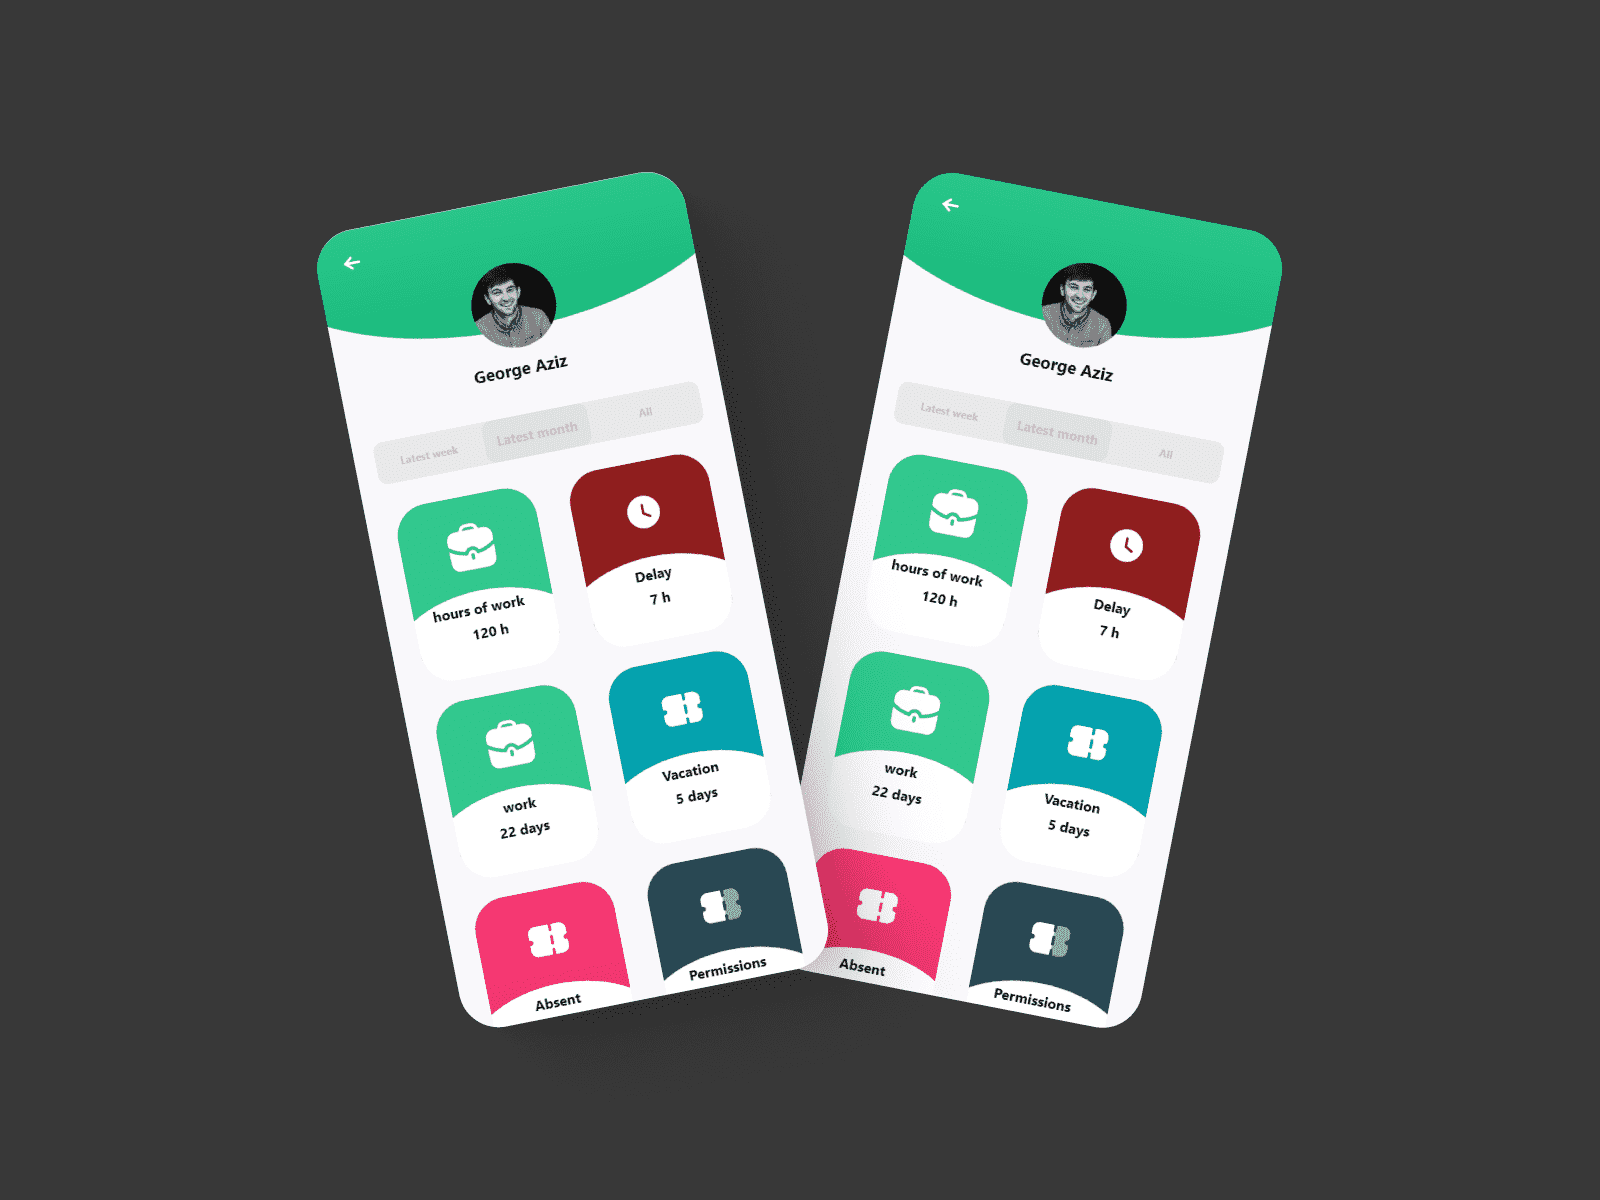 George Aziz
Latest week
Latest month
All
hours of work
120 h
Delay
7 h
work
22 days
Vacation
5 days
Absent
Permissions
George Aziz
Latest week
Latest month
All
hours of work
120 h
Delay
7 h
work
22 days
Vacation
5 days
Absent
Permissions